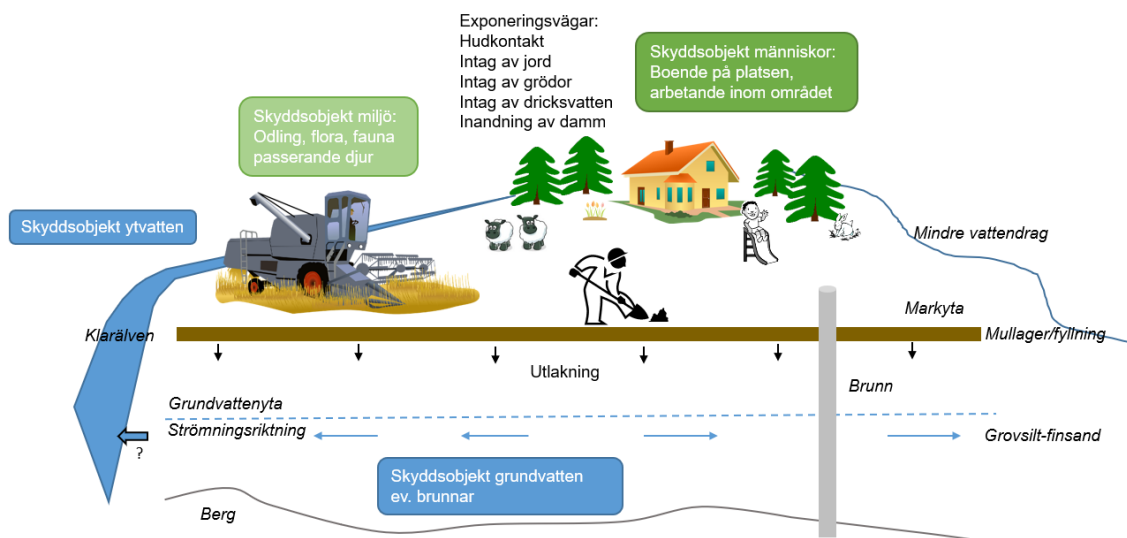 Exponeringsvägar:
Hudkontakt
Intag av jord
Intag av grödor
Intag av dricksvatten
Inandning av damm
Skyddsobjekt människor:
Boende på platsen,
arbetande inom området
Skyddsobjekt miljö:
Odling, flora, fauna
passerande djur
Skyddsobjekt ytvatten
Mindre vattendrag
Markyta
Klarälven
Mullager/fyllning
Utlakning
Brunn
Grundvattenyta
Strömningsriktning
Grovsilt-finsand
?
Skyddsobjekt grundvatten
ev. brunnar
Berg